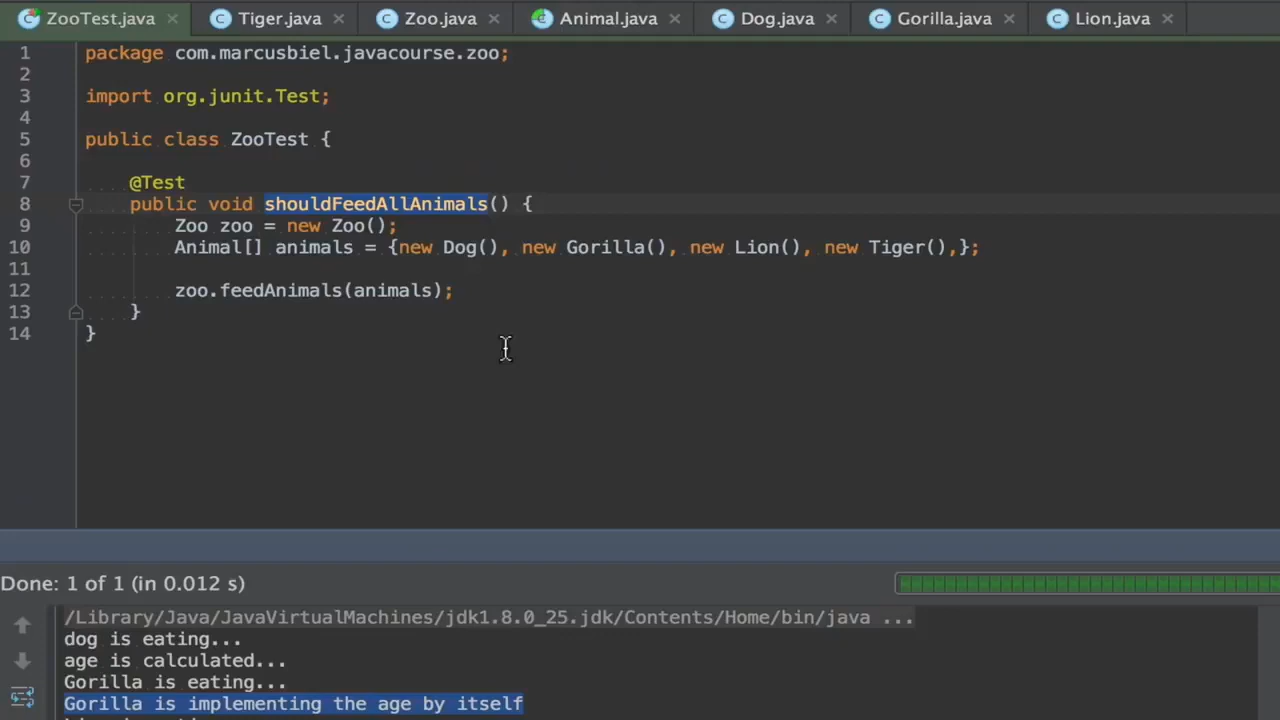 ZooTest.java Tiger.java Zoo.java Animal.java Dog.java Gorilla.java Lion.java
1 package com.marcusbiel.javacourse.zoo;
2
3 import org.junit.Test;
4
5 public class ZooTest {
6
7 @Test
8 public void shouldFeedAllAnimals() {
9 Zoo zoo = new Zoo();
10 Animal[] animals = {new Dog(), new Gorilla(), new Lion(), new Tiger(),};
11
12 zoo.feedAnimals(animals);
13 }
14 }
Done: 1 of 1 (in 0.012 s)
/Library/Java/JavaVirtualMachines/jdk1.8.0_25.jdk/Contents/Home/bin/java ...
dog is eating...
age is calculated...
Gorilla is eating...
Gorilla is implementing the age by itself